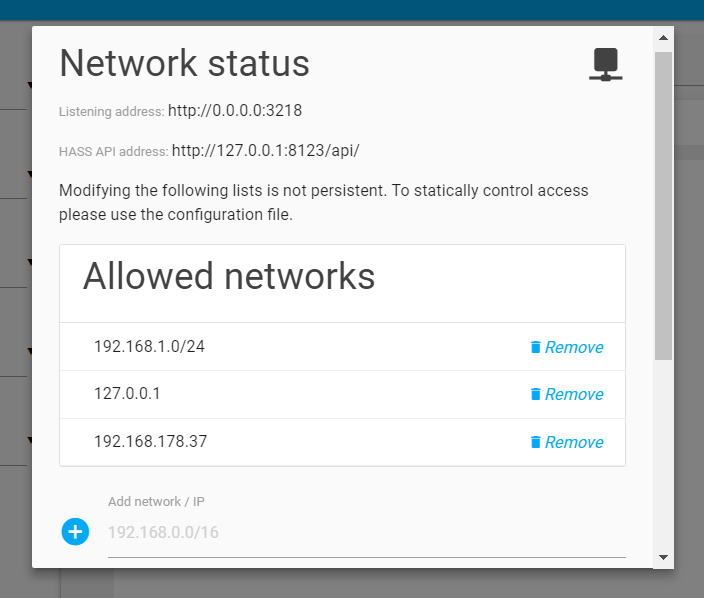 Network status
Listening address: http://0.0.0.0:3218
HASS API address: http://127.0.0.1:8123/api/
Modifying the following lists is not persistent. To statically control access
please use the configuration file.
Allowed networks
192.168.1.0/24 Remove
127.0.0.1 Remove
192.168.178.37 Remove
Add network / IP
192.168.0.0/16